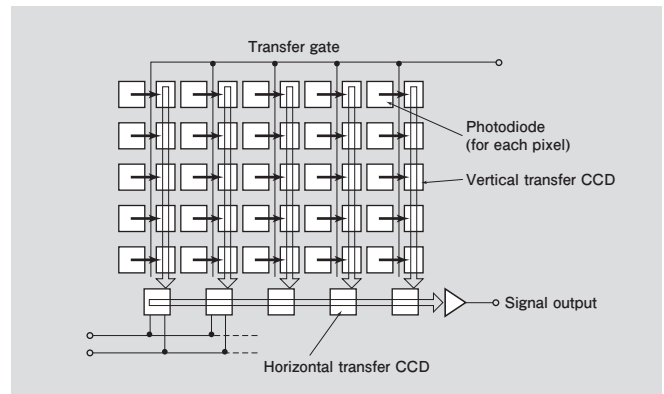 Transfer gate
Photodiode
(for each pixel)
Vertical transfer CCD
Signal output
Horizontal transfer CCD